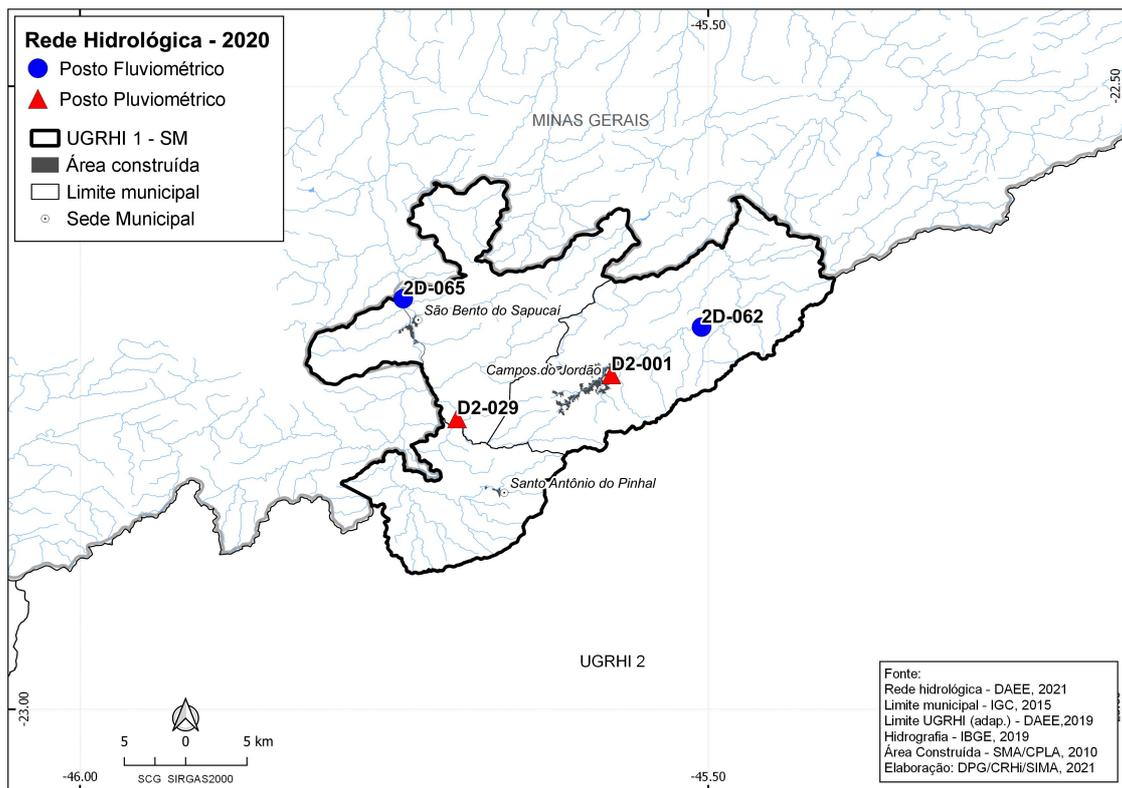 -45.50
Rede Hidrológica - 2020
Posto Fluviométrico
Posto Pluviométrico
UGRHI 1 - SM
Área construída
Limite municipal
Sede Municipal
-22.50
MINAS GERAIS
2D-065
São Bento do Sapucaí
2D-062
Campos do Jordão
D2-001
D2-029
Santo Antônio do Pinhal
UGRHI 2
-23.00
5 0 5 km
SCG SIRGAS2000
Fonte:
Rede hidrológica - DAEE, 2021
Limite municipal - IGC, 2015
Limite UGRHI (adap.) - DAEE,2019
Hidrografia - IBGE, 2019
Área Construída - SMA/CPLA, 2010
Elaboração: DPG/CRHi/SIMA, 2021
-46.00
-45.50